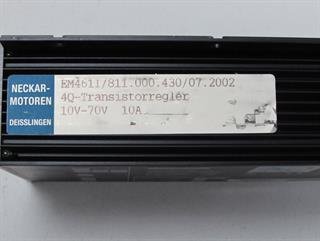 NECKAR-
MOTOREN
DEISSLINGEN
EM4611/811.000.430/07.2002
4Q-Transistorregler
10V-70V 10A